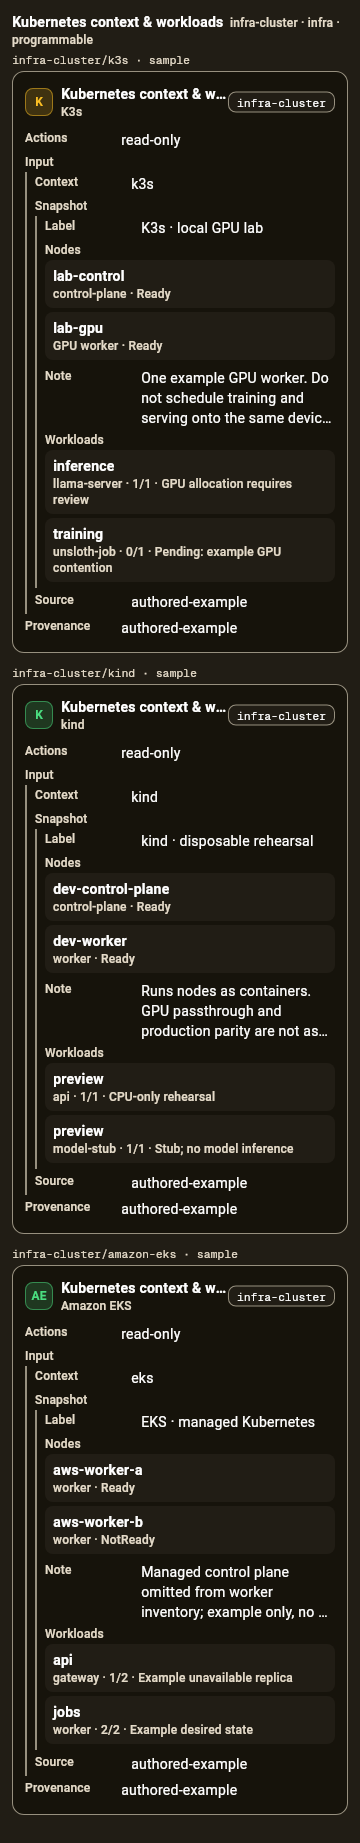 Kubernetes context & workloads infra-cluster · infra ·
programmable
infra-cluster/k3s · sample
K
Kubernetes context & w...
infra-cluster
K3s
Actions read-only
Input
Context k3s
Snapshot
Label K3s · local GPU lab
Nodes
lab-control
control-plane · Ready
lab-gpu
GPU worker · Ready
Note One example GPU worker. Do
not schedule training and
serving onto the same devic...
Workloads
inference
llama-server · 1/1 · GPU allocation requires
review
training
unsloth-job · 0/1 · Pending: example GPU
contention
Source authored-example
Provenance authored-example
infra-cluster/kind · sample
K
Kubernetes context & w...
infra-cluster
kind
Actions read-only
Input
Context kind
Snapshot
Label kind · disposable rehearsal
Nodes
dev-control-plane
control-plane · Ready
dev-worker
worker · Ready
Note Runs nodes as containers.
GPU passthrough and
production parity are not as...
Workloads
preview
api · 1/1 · CPU-only rehearsal
preview
model-stub · 1/1 · Stub; no model inference
Source authored-example
Provenance authored-example
infra-cluster/amazon-eks · sample
AE
Kubernetes context & w...
infra-cluster
Amazon EKS
Actions read-only
Input
Context eks
Snapshot
Label EKS · managed Kubernetes
Nodes
aws-worker-a
worker · Ready
aws-worker-b
worker · NotReady
Note Managed control plane
omitted from worker
inventory; example only, no ...
Workloads
api
gateway · 1/2 · Example unavailable replica
jobs
worker · 2/2 · Example desired state
Source authored-example
Provenance authored-example